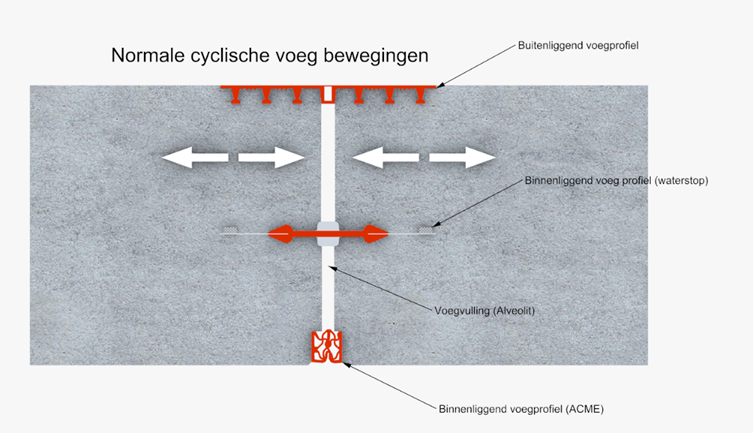 Normale cyclische voeg bewegingen
Buitenliggend voegprofiel
Binnenliggend voeg profiel (waterstop)
Voegvulling (Alveolit)
Binnenliggend voegprofiel (ACME)